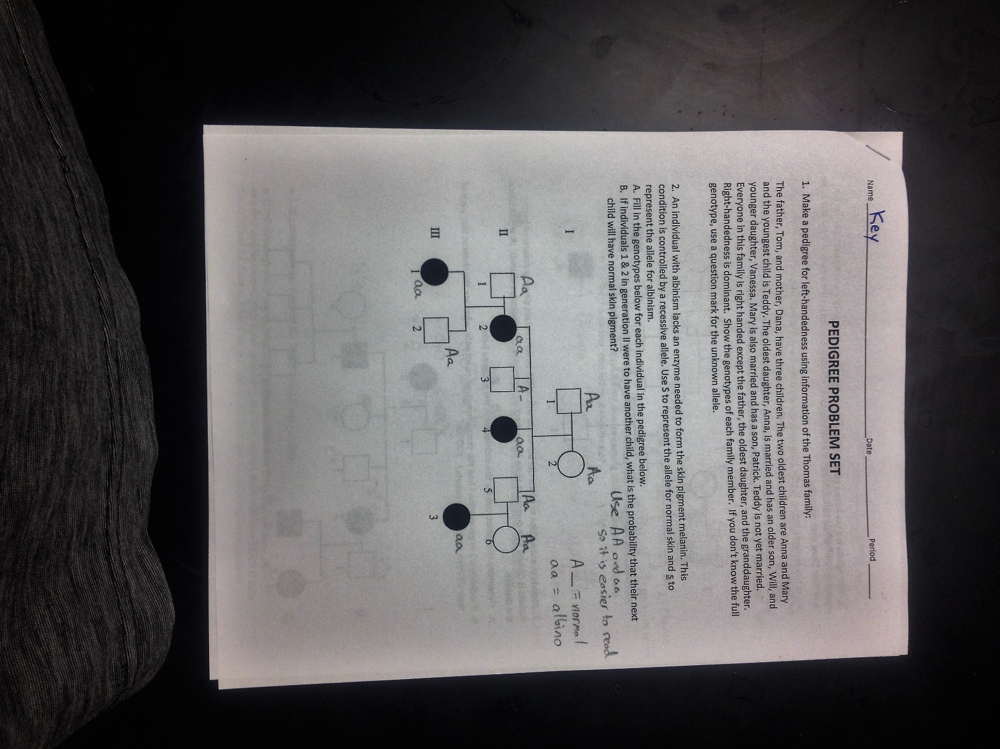 Name Key Date Period
PEDIGREE PROBLEM SET
1. Make a pedigree for left-handedness using information of the Thomas family:
The father, Tom, and mother, Dana, have three children. The two oldest children are Anna and Mary
and the youngest child is Teddy. The oldest daughter, Anna, is married and has an older son, Will, and
younger daughter, Vanessa. Mary is also married and has a son, Patrick. Teddy is not yet married.
Everyone in this family is right handed except the father, the oldest daughter, and the granddaughter.
Right-handedness is dominant. Show the genotypes of each family member. If you don't know the full
genotype, use a question mark for the unknown allele.
2. An individual with albinism lacks an enzyme needed to form the skin pigment melanin. This
condition is controlled by a recessive allele. Use S to represent the allele for normal skin and s to
represent the allele for albinism.
A. Fill in the genotypes below for each individual in the pedigree below.
B. If individuals 1 & 2 in generation II were to have another child, what is the probability that their next
child will have normal skin pigment?
Use AA and aa
so it is easier to read
A_ = normal
aa = albino
I
Aa Aa
1 2
II
Aa aa A- aa Aa Aa
1 2 3 4 5 6
III
aa Aa aa
1 2 3